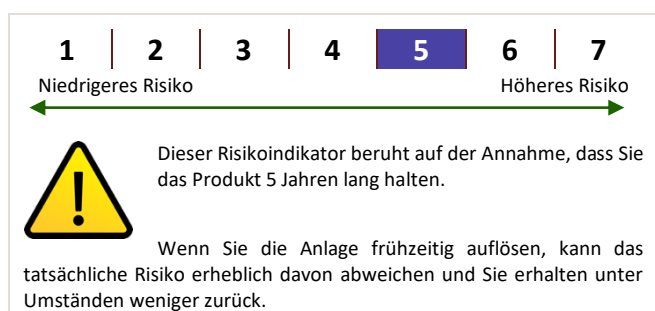 1 2 3 4 5 6 7
Niedrigeres Risiko Höheres Risiko
Dieser Risikoindikator beruht auf der Annahme, dass Sie
das Produkt 5 Jahren lang halten.
Wenn Sie die Anlage frühzeitig auflösen, kann das
tatsächliche Risiko erheblich davon abweichen und Sie erhalten unter
Umständen weniger zurück.